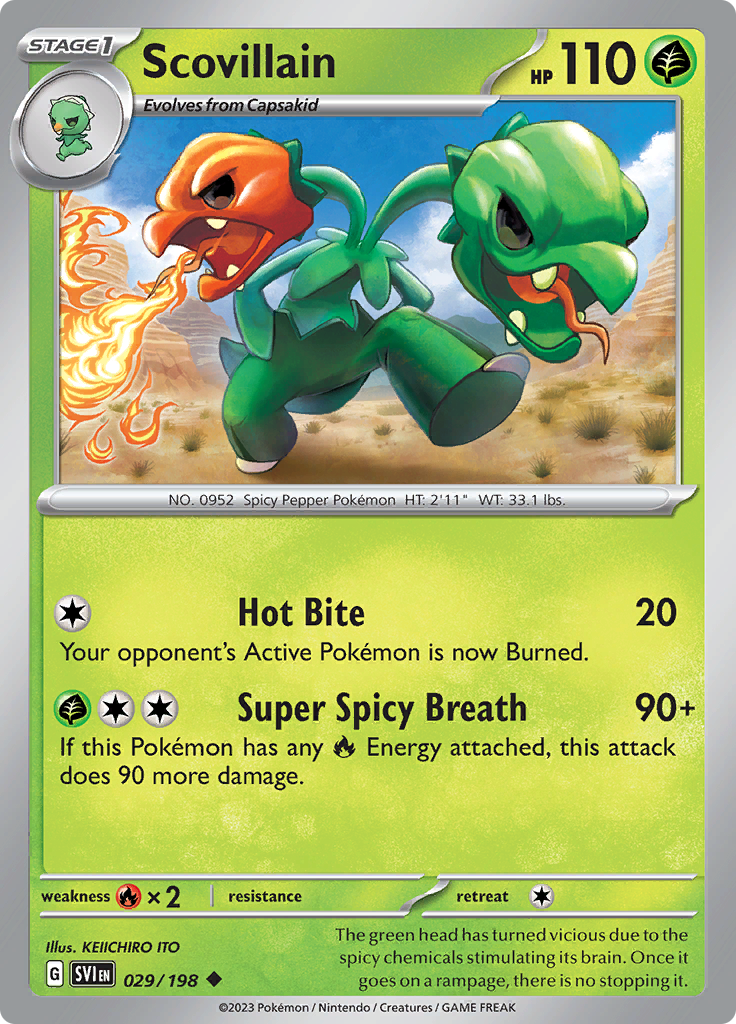 STAGE1
Scovillain
HP 110
Evolves from Capsakid
NO. 0952 Spicy Pepper Pokémon HT: 2'11" WT: 33.1 lbs.
Hot Bite 20
Your opponent's Active Pokémon is now Burned.
Super Spicy Breath 90+
If this Pokémon has any Energy attached, this attack
does 90 more damage.
weakness ×2 resistance retreat
Illus. KEIICHIRO ITO
G SVI EN 029/198
The green head has turned vicious due to the
spicy chemicals stimulating its brain. Once it
goes on a rampage, there is no stopping it.
©2023 Pokémon / Nintendo / Creatures / GAME FREAK